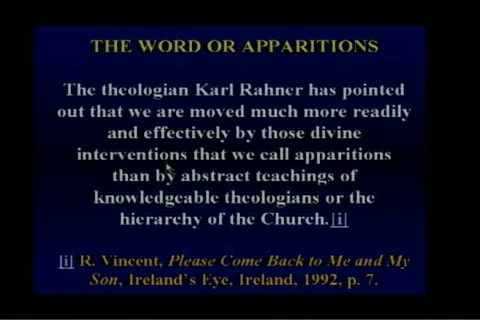 THE WORD OR APPARITIONS
The theologian Karl Rahner has pointed
out that we are moved much more readily
and effectively by those divine
interventions that we call apparitions
than by abstract teachings of
knowledgeable theologians or the
hierarchy of the Church.[i]
[i] R. Vincent, Please Come Back to Me and My
Son, Ireland's Eye, Ireland, 1992, p. 7.